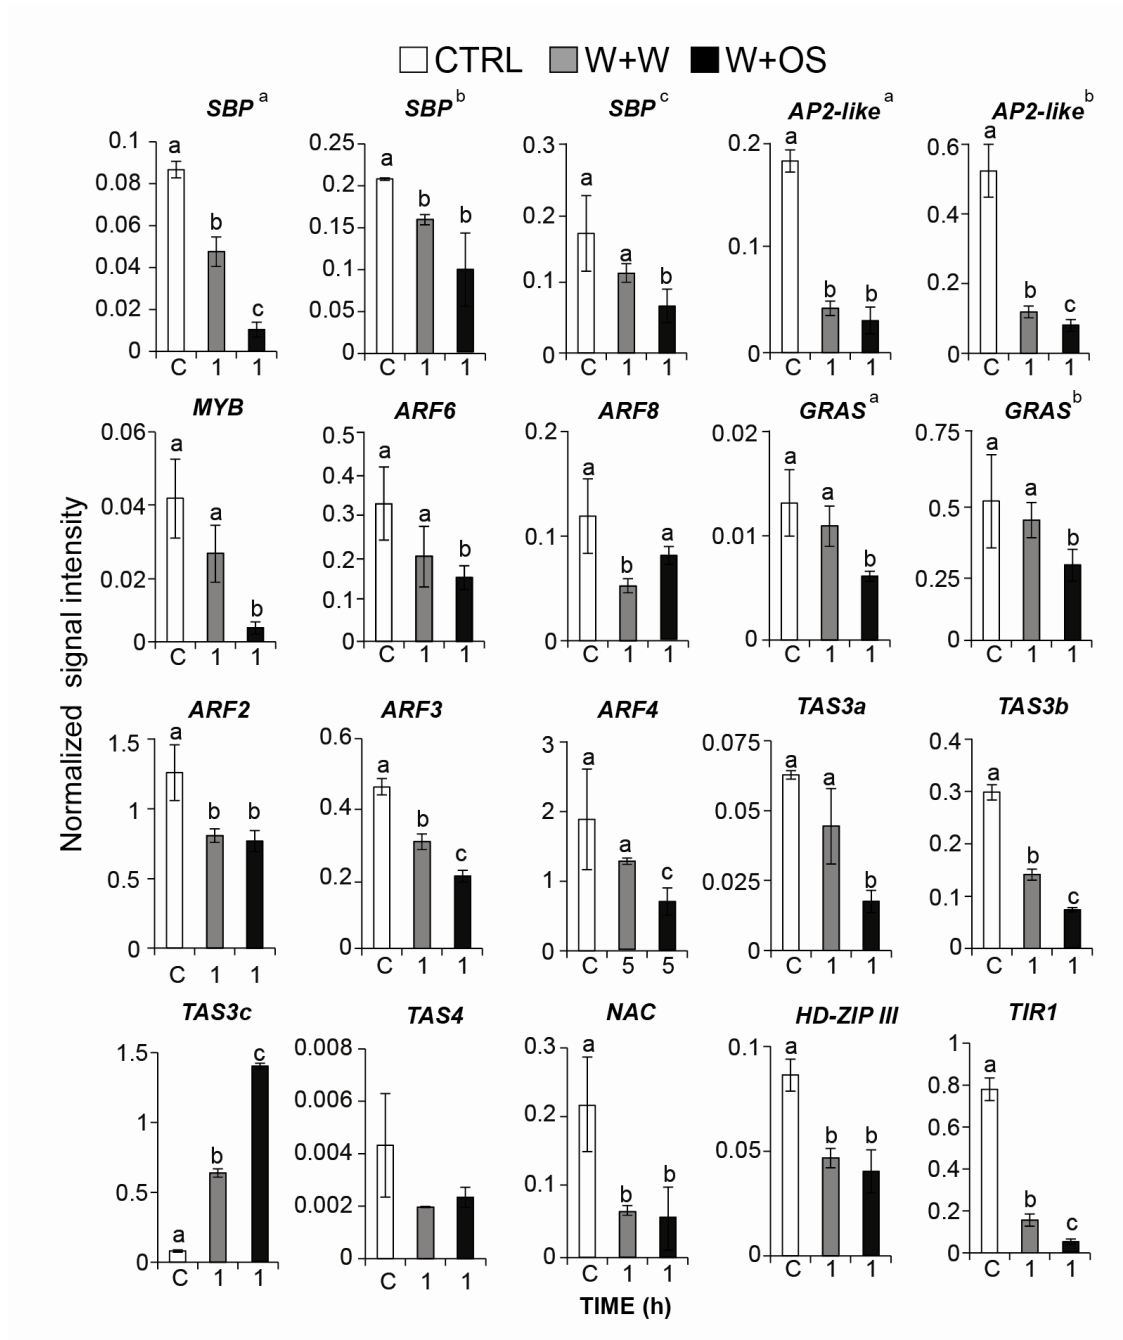 CTRL W+W W+OS
SBP a SBP b SBP c AP2-like a AP2-like b
0.1 0.08 0.06 0.04 0.02 0
a b c
C 1 1
0.25 0.2 0.15 0.1 0.05 0
a b b
C 1 1
0.3 0.2 0.1 0
a a b
C 1 1
0.2 0.1 0
a b b
C 1 1
0.6 0.4 0.2 0
a b c
C 1 1
MYB ARF6 ARF8 GRAS a GRAS b
0.06 0.04 0.02 0
a a b
C 1 1
0.5 0.4 0.3 0.2 0.1 0
a a b
C 1 1
0.2 0.1 0
a b a
C 1 1
0.02 0.01 0
a a b
C 1 1
0.75 0.5 0.25 0
a a b
C 1 1
Normalized signal intensity
ARF2 ARF3 ARF4 TAS3a TAS3b
1.5 1 0.5 0
a b b
C 1 1
0.6 0.4 0.2 0
a b c
C 1 1
3 2 1 0
a a c
C 5 5
0.075 0.05 0.025 0
a a b
C 1 1
0.4 0.3 0.2 0.1 0
a b c
C 1 1
TAS3c TAS4 NAC HD-ZIP III TIR1
1.5 1 0.5 0
a b c
C 1 1
0.008 0.006 0.004 0.002 0
C 1 1
0.3 0.2 0.1 0
a b b
C 1 1
0.1 0.05 0
a b b
C 1 1
1 0.8 0.6 0.4 0.2 0
a b c
C 1 1
TIME (h)